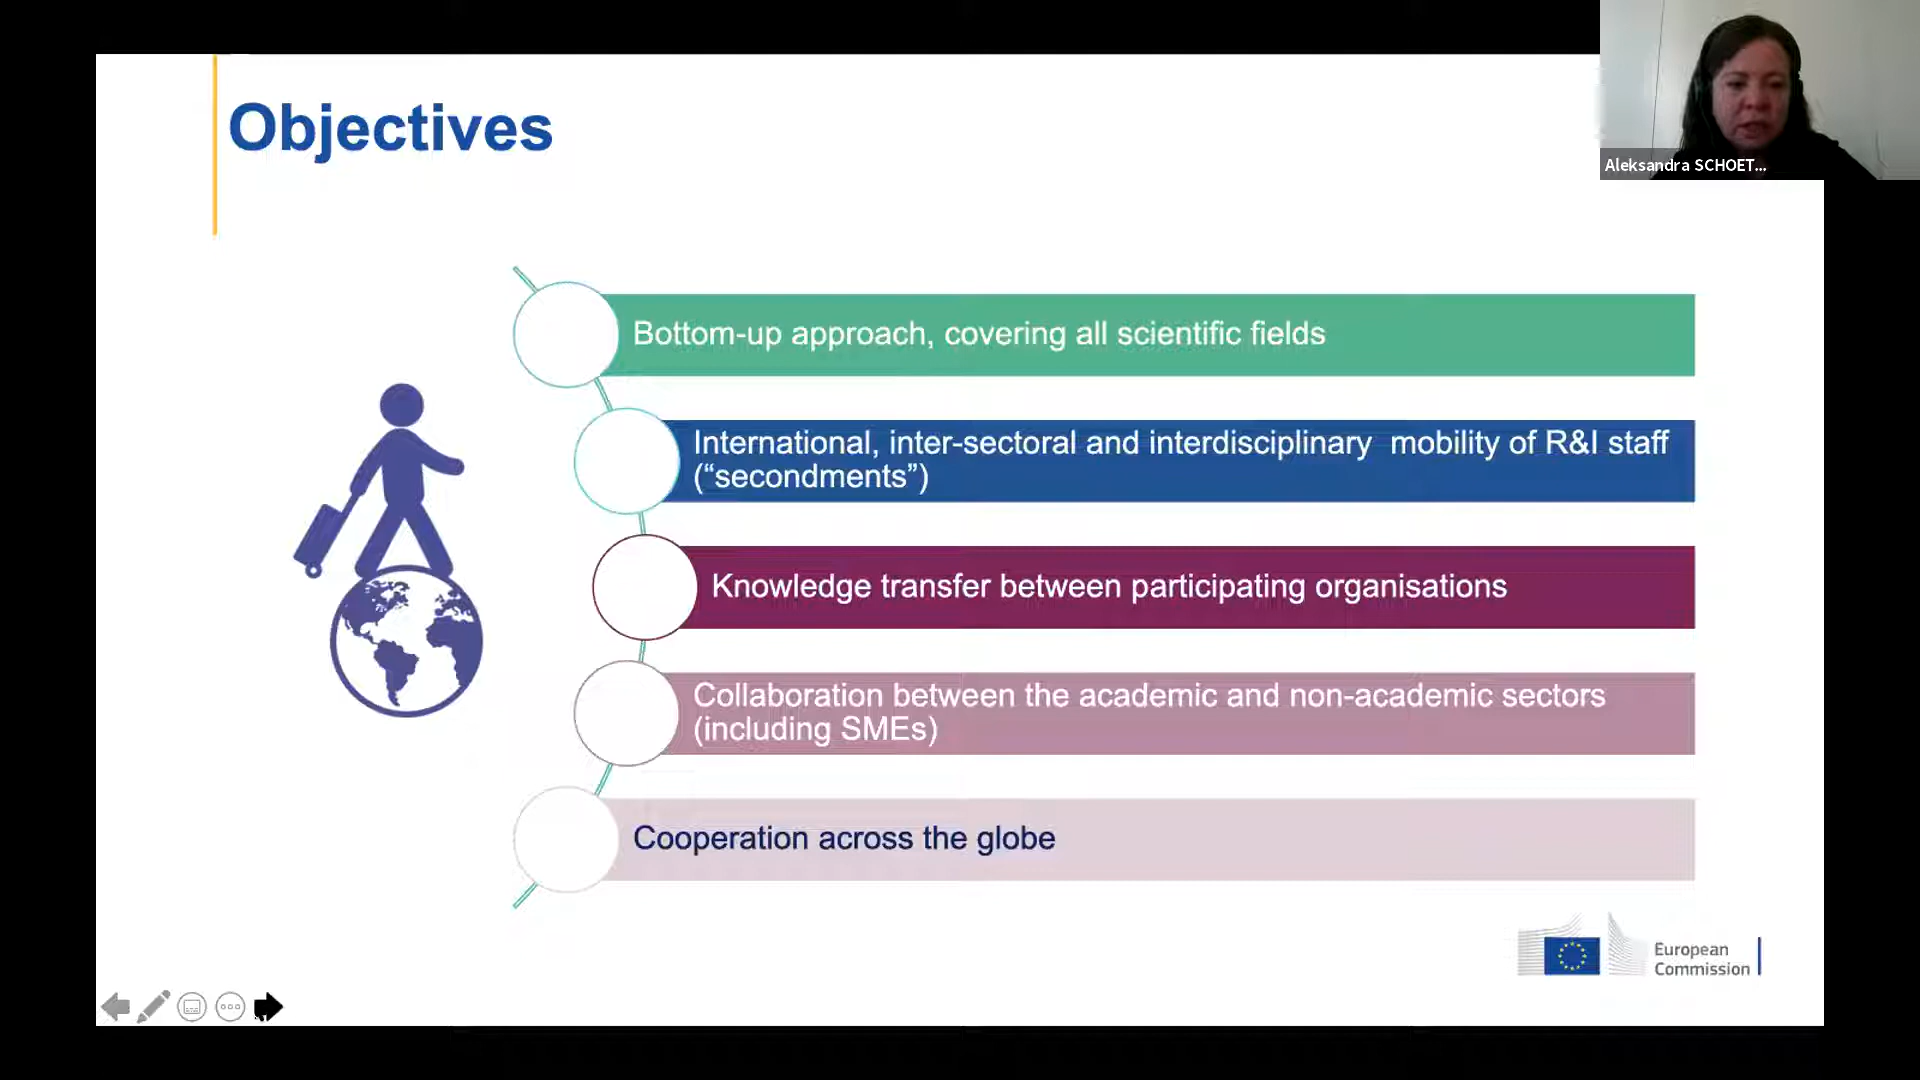 Objectives
Aleksandra SCHOET...
Bottom-up approach, covering all scientific fields
International, inter-sectoral and interdisciplinary  mobility of R&I staff
(“secondments”)
Knowledge transfer between participating organisations
Collaboration between the academic and non-academic sectors
(including SMEs)
Cooperation across the globe
European
Commission